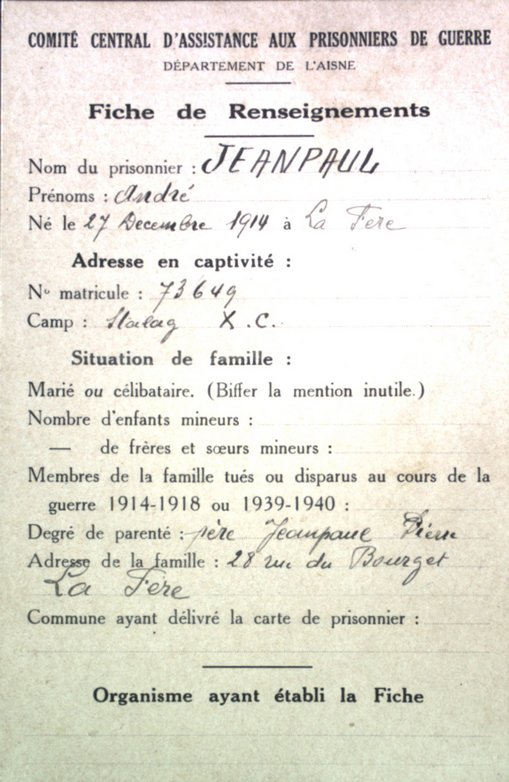 COMITÉ CENTRAL D'ASSISTANCE AUX PRISONNIERS DE GUERRE
DÉPARTEMENT DE L'AISNE
Fiche de Renseignements
Nom du prisonnier : JEANPAUL
Prénoms : André
Né le 27 Decembre 1914 à La Fere
Adresse en captivité :
No matricule : 73649
Camp : Stalag X.C.
Situation de famille :
Marié ou célibataire. (Biffer la mention inutile.)
Nombre d'enfants mineurs :
— de frères et sœurs mineurs :
Membres de la famille tués ou disparus au cours de la
guerre 1914-1918 ou 1939-1940 :
Degré de parenté : père Jeanpaul Pierre
Adresse de la famille : 28 rue du Bourget
La Fère
Commune ayant délivré la carte de prisonnier :
Organisme ayant établi la Fiche